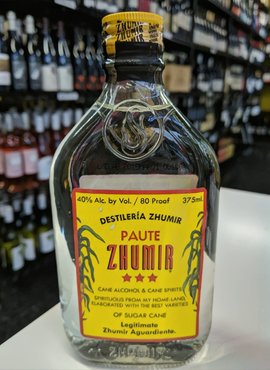 40% Alc. by Vol. / 80 Proof 375ml.
DESTILERÍA ZHUMIR
PAUTE
ZHUMIR
CANE ALCOHOL & CANE SPIRITS
SPIRITUOUS FROM MY HOME-LAND,
ELABORATED WITH THE BEST VARIETIES
OF SUGAR CANE
Legitimate
Zhumir Aguardiente.